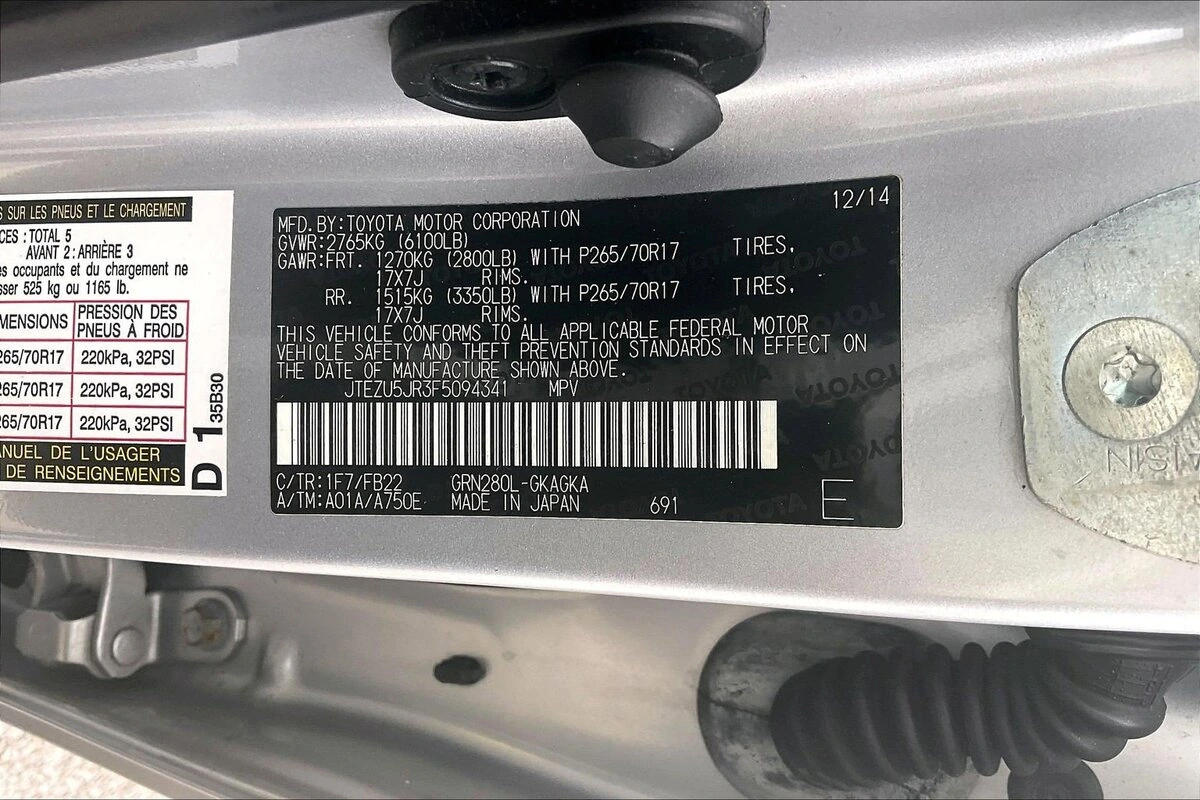 S SUR LES PNEUS ET LE CHARGEMENT
CES : TOTAL 5
AVANT 2: ARRIÈRE 3
es occupants et du chargement ne
sser 525 kg ou 1165 lb.
MENSIONS PRESSION DES PNEUS À FROID
265/70R17 220kPa, 32PSI
265/70R17 220kPa, 32PSI
265/70R17 220kPa, 32PSI
ANUEL DE L'USAGER
DE RENSEIGNEMENTS
D 1 35B30
12/14
MFD.BY:TOYOTA MOTOR CORPORATION
GVWR:2765KG (6100LB)
GAWR:FRT. 1270KG (2800LB) WITH P265/70R17 TIRES,
17X7J RIMS.
RR. 1515KG (3350LB) WITH P265/70R17 TIRES,
17X7J RIMS.
THIS VEHICLE CONFORMS TO ALL APPLICABLE FEDERAL MOTOR
VEHICLE SAFETY AND THEFT PREVENTION STANDARDS IN EFFECT ON
THE DATE OF MANUFACTURE SHOWN ABOVE.
JTEZU5JR3F5094341 MPV
C/TR:1F7/FB22 GRN280L-GKAGKA
A/TM:A01A/A750E MADE IN JAPAN 691
E
AISIN